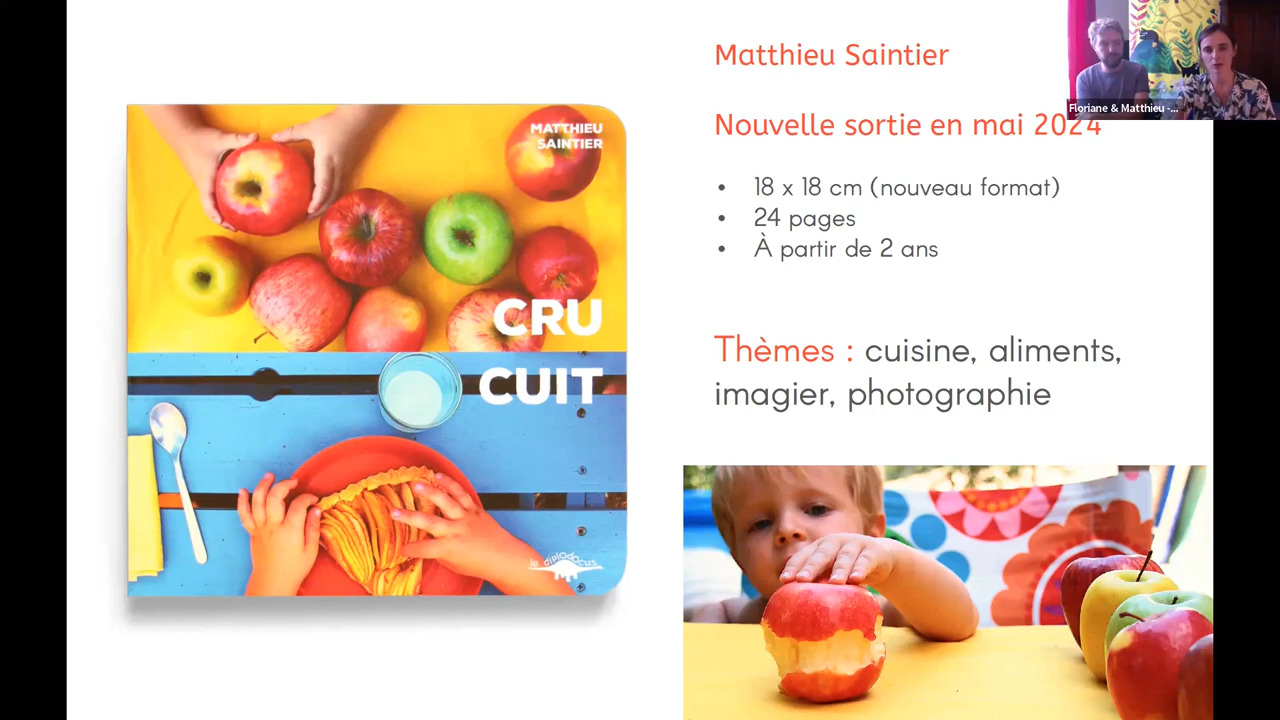 MATTHIEU
SAINTIER
CRU
CUIT
le diplodocus
Matthieu Saintier
Nouvelle sortie en mai 2024
• 18 x 18 cm (nouveau format)
• 24 pages
• À partir de 2 ans
Thèmes : cuisine, aliments,
imagier, photographie
Floriane & Matthieu -...